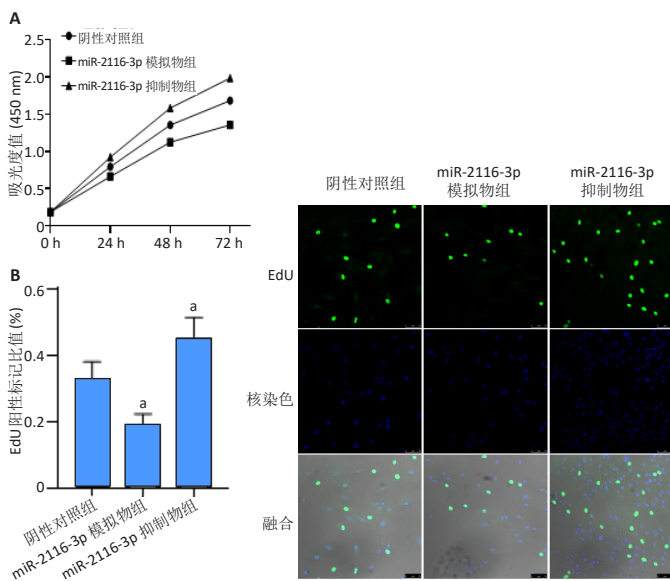 A
阴性对照组
miR-2116-3p 模拟物组
miR-2116-3p 抑制物组
吸光度值 (450 nm)
2.5
2.0
1.5
1.0
0.5
0
0 h
24 h
48 h
72 h
B
EdU 阳性标记比值 (%)
0.6
0.4
0.2
0
a
a
阴性对照组
miR-2116-3p 模拟物组
miR-2116-3p 抑制物组
阴性对照组
miR-2116-3p
模拟物组
miR-2116-3p
抑制物组
EdU
核染色
融合